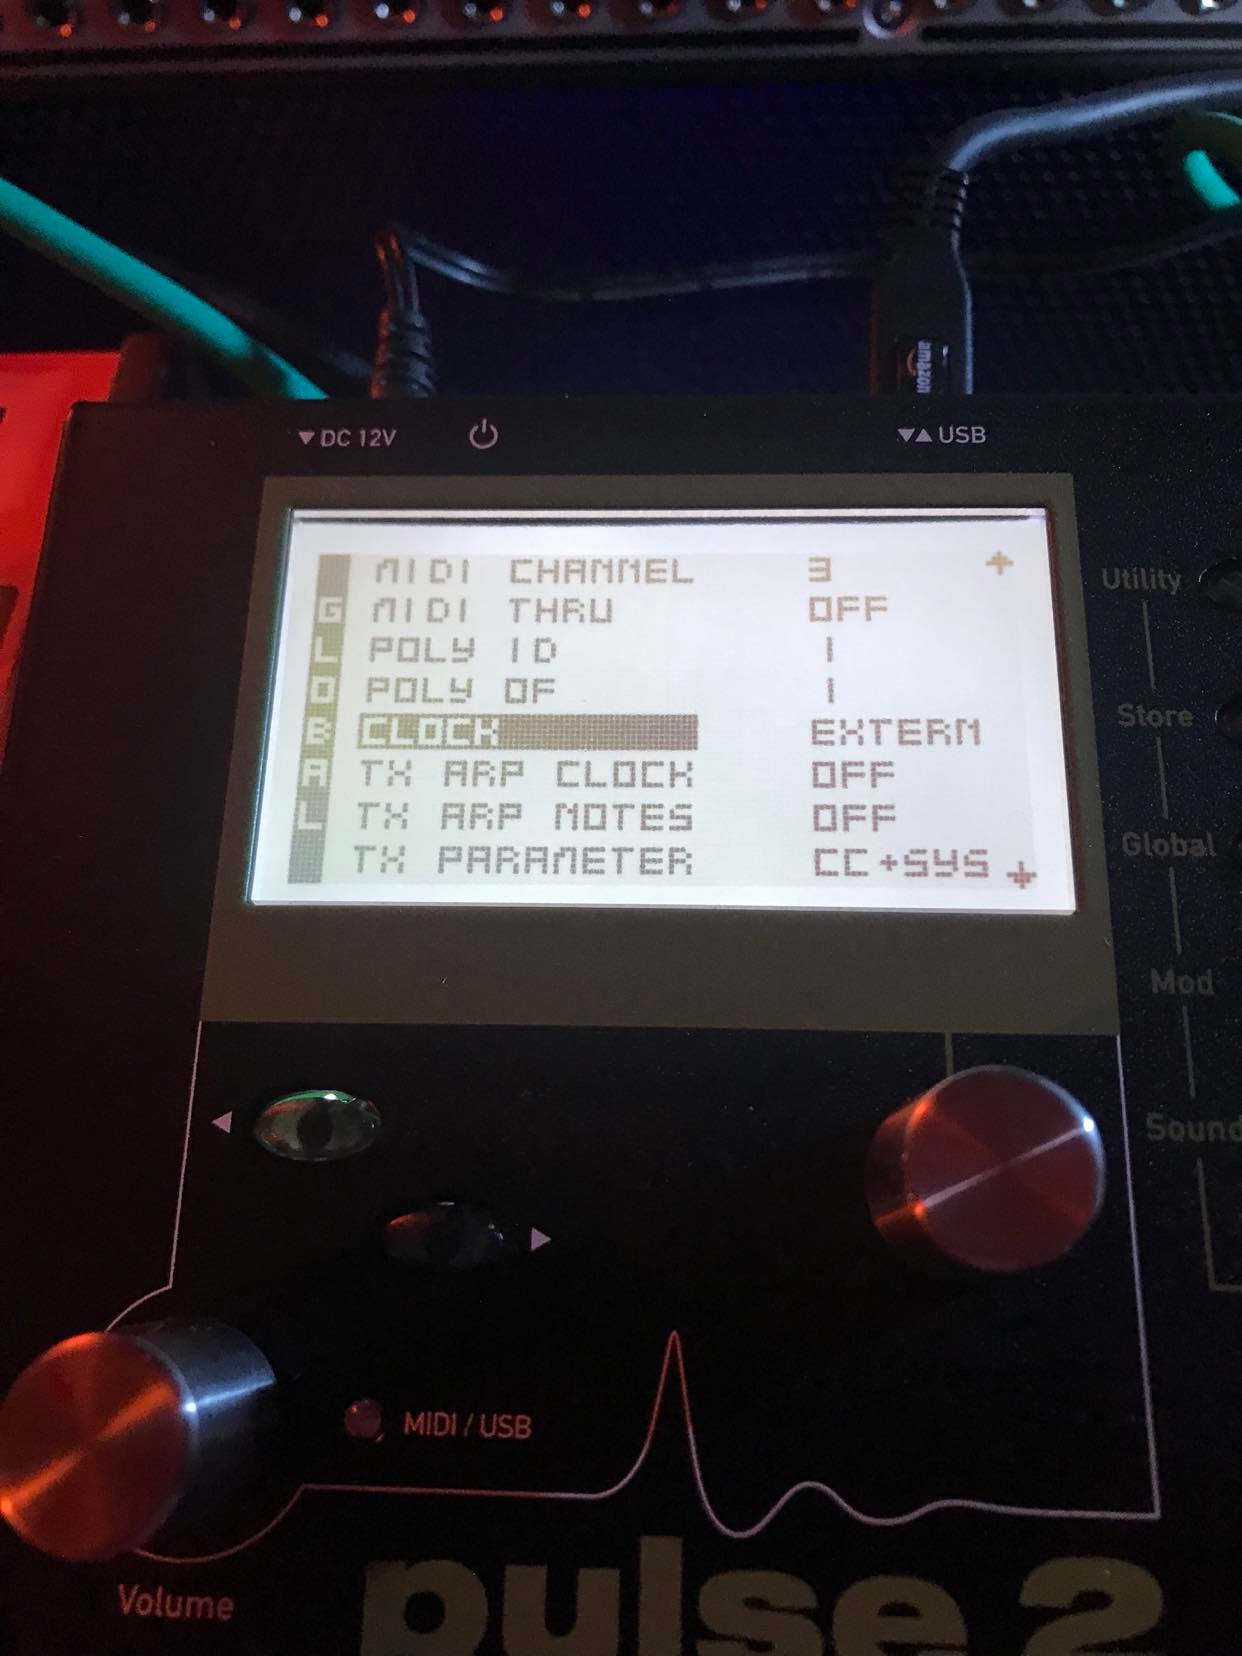 amazon
▼DC 12V
▼▲USB
MIDI CHANNEL 3
MIDI THRU OFF
POLY ID 1
POLY OF 1
CLOCK EXTERN
TX ARP CLOCK OFF
TX ARP NOTES OFF
TX PARAMETER CC+SYS
GLOBAL
Utility
Store
Global
Mod
Sound
MIDI / USB
Volume
pulse 2